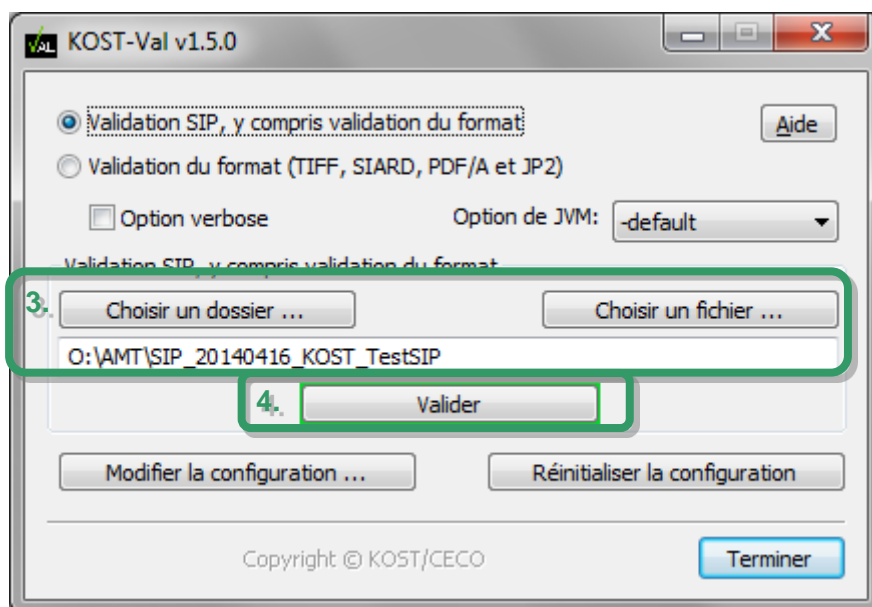 VAL KOST-Val v1.5.0
Validation SIP, y compris validation du format
Aide
Validation du format (TIFF, SIARD, PDF/A et JP2)
Option verbose Option de JVM: -default
Validation SIP, y compris validation du format
3. Choisir un dossier ... Choisir un fichier ...
O:\AMT\SIP_20140416_KOST_TestSIP
4. Valider
Modifier la configuration ... Réinitialiser la configuration
Copyright © KOST/CECO Terminer